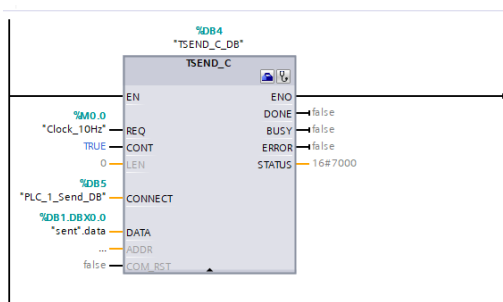 %DB4
"TSEND_C_DB"
TSEND_C
EN ENO
%M0.0 DONE false
"Clock_10Hz" REQ BUSY false
TRUE CONT ERROR false
0 LEN STATUS 16#7000
%DB5
"PLC_1_Send_DB" CONNECT
%DB1.DBX0.0
"sent".data DATA
... ADDR
false COM_RST